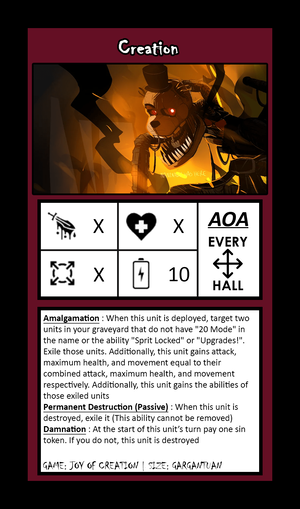 Creation
X X AOA
EVERY
X 10
HALL
Amalgamation : When this unit is deployed, target two
units in your graveyard that do not have "20 Mode" in
the name or the ability "Sprit Locked" or "Upgrades!".
Exile those units. Additionally, this unit gains attack,
maximum health, and movement equal to their
combined attack, maximum health, and movement
respectively. Additionally, this unit gains the abilities of
those exiled units
Permanent Destruction (Passive) : When this unit is
destroyed, exile it (This ability cannot be removed)
Damnation : At the start of this unit's turn pay one sin
token. If you do not, this unit is destroyed
GAME: JOY OF CREATION | SIZE: GARGANTUAN